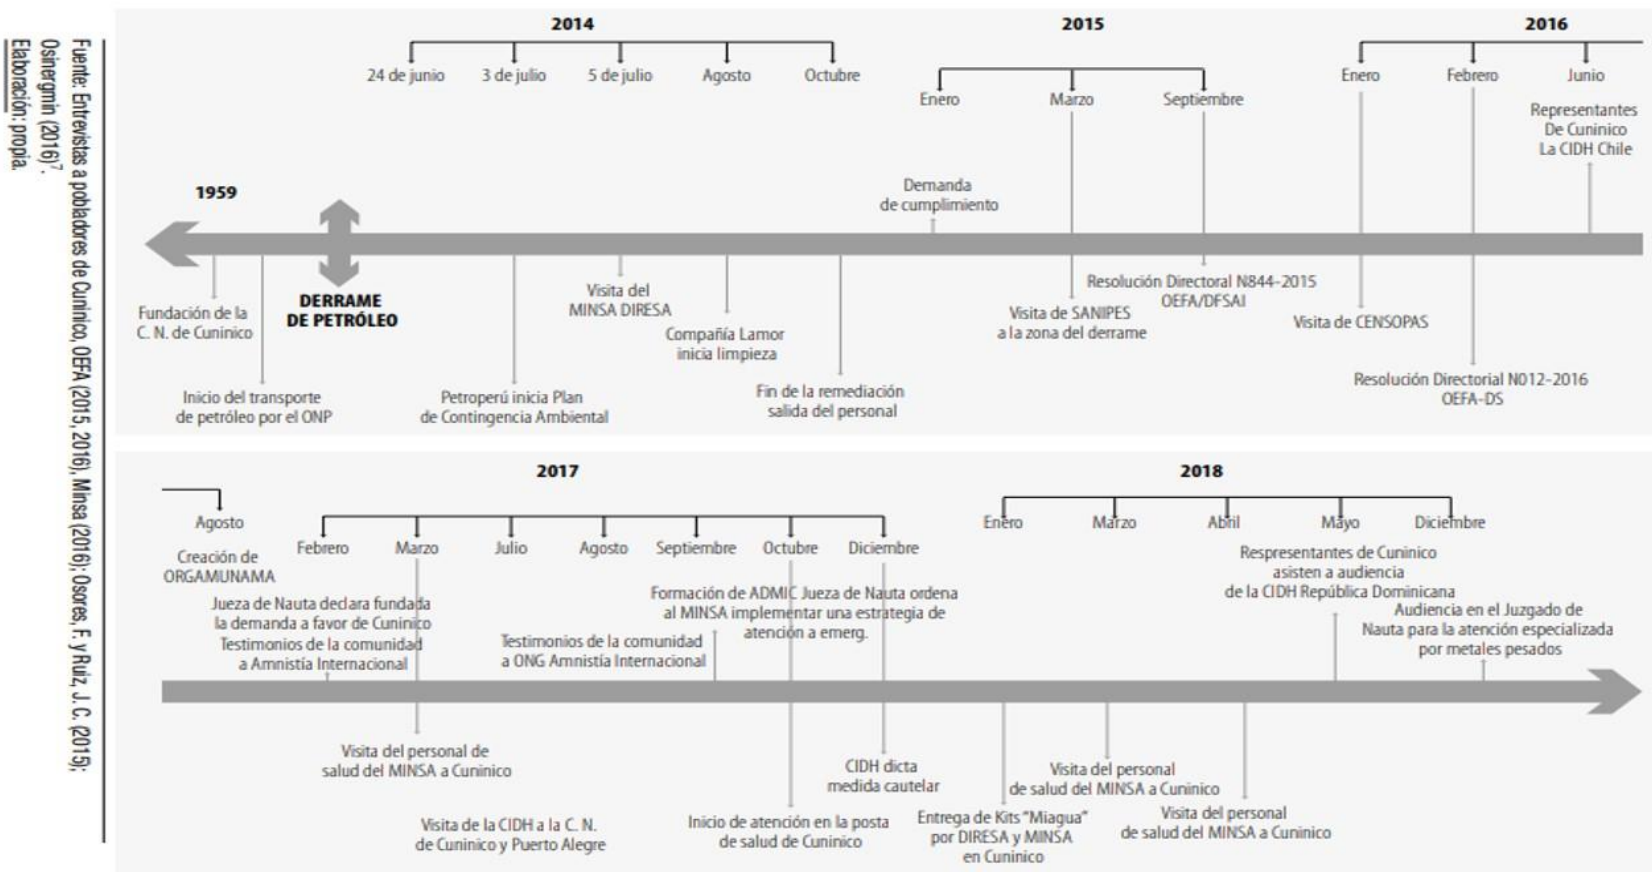 2014
24 de junio
3 de julio
5 de julio
Agosto
Octubre
2015
Enero
Marzo
Septiembre
2016
Enero
Febrero
Junio
Representantes
De Cuninico
La CIDH Chile
Demanda
de cumplimiento
1959
Fundación de la
C. N. de Cuninico
Inicio del transporte
de petróleo por el ONP
DERRAME
DE PETRÓLEO
Petroperú inicia Plan
de Contingencia Ambiental
Visita del
MINSA DIRESA
Compañía Lamor
inicia limpieza
Fin de la remediación
salida del personal
Visita de SANIPES
a la zona del derrame
Resolución Directoral N844-2015
OEFA/DFSAI
Visita de CENSOPAS
Resolución Directorial N012-2016
OEFA-DS
Agosto
Creación de
ORGAMUNAMA
2017
Febrero
Marzo
Julio
Agosto
Septiembre
Octubre
Diciembre
Jueza de Nauta declara fundada
la demanda a favor de Cuninico
Testimonios de la comunidad
a Amnistía Internacional
Testimonios de la comunidad
a ONG Amnistía Internacional
Formación de ADMIC Jueza de Nauta ordena
al MINSA implementar una estrategia de
atención a emerg.
2018
Enero
Marzo
Abril
Mayo
Diciembre
Respresentantes de Cuninico
asisten a audiencia
de la CIDH República Dominicana
Audiencia en el Juzgado de
Nauta para la atención especializada
por metales pesados
Visita del personal de
salud del MINSA a Cuninico
Visita de la CIDH a la C. N.
de Cuninico y Puerto Alegre
Inicio de atención en la posta
de salud de Cuninico
CIDH dicta
medida cautelar
Entrega de Kits "Miagua"
por DIRESA y MINSA
en Cuninico
Visita del personal
de salud del MINSA a Cuninico
Visita del personal
de salud del MINSA a Cuninico
Fuente: Entrevistas a pobladores de Cuninico, OEFA (2015, 2016), Minsa (2016); Osores, F. y Ruiz, J. C. (2015);
Osinergmin (2016)7.
Elaboración: propia.